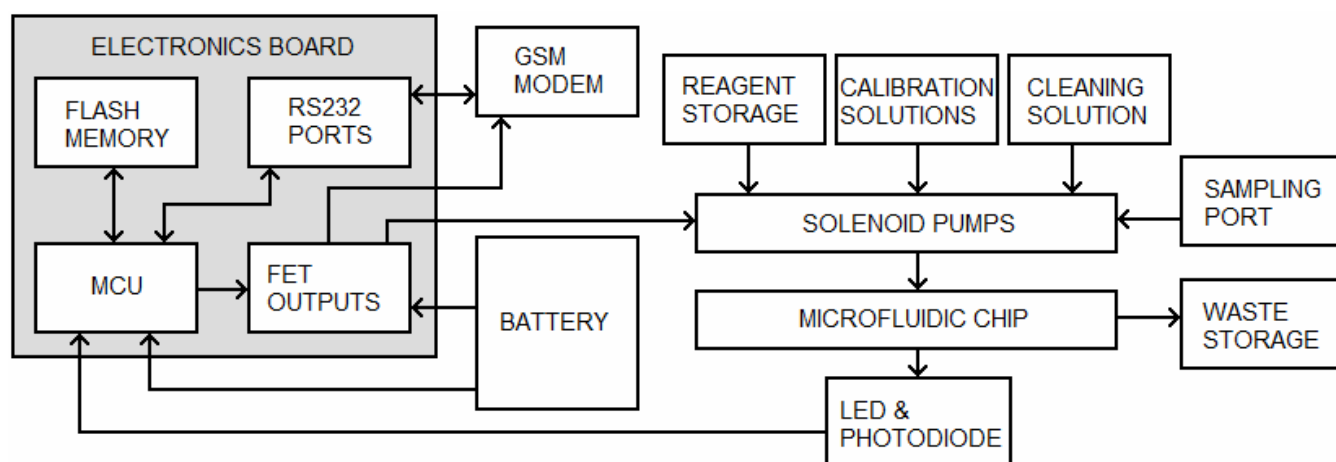 ELECTRONICS BOARD
FLASH
MEMORY
RS232
PORTS
GSM
MODEM
REAGENT
STORAGE
CALIBRATION
SOLUTIONS
CLEANING
SOLUTION
SAMPLING
PORT
SOLENOID PUMPS
MCU
FET
OUTPUTS
BATTERY
MICROFLUIDIC CHIP
WASTE
STORAGE
LED &
PHOTODIODE